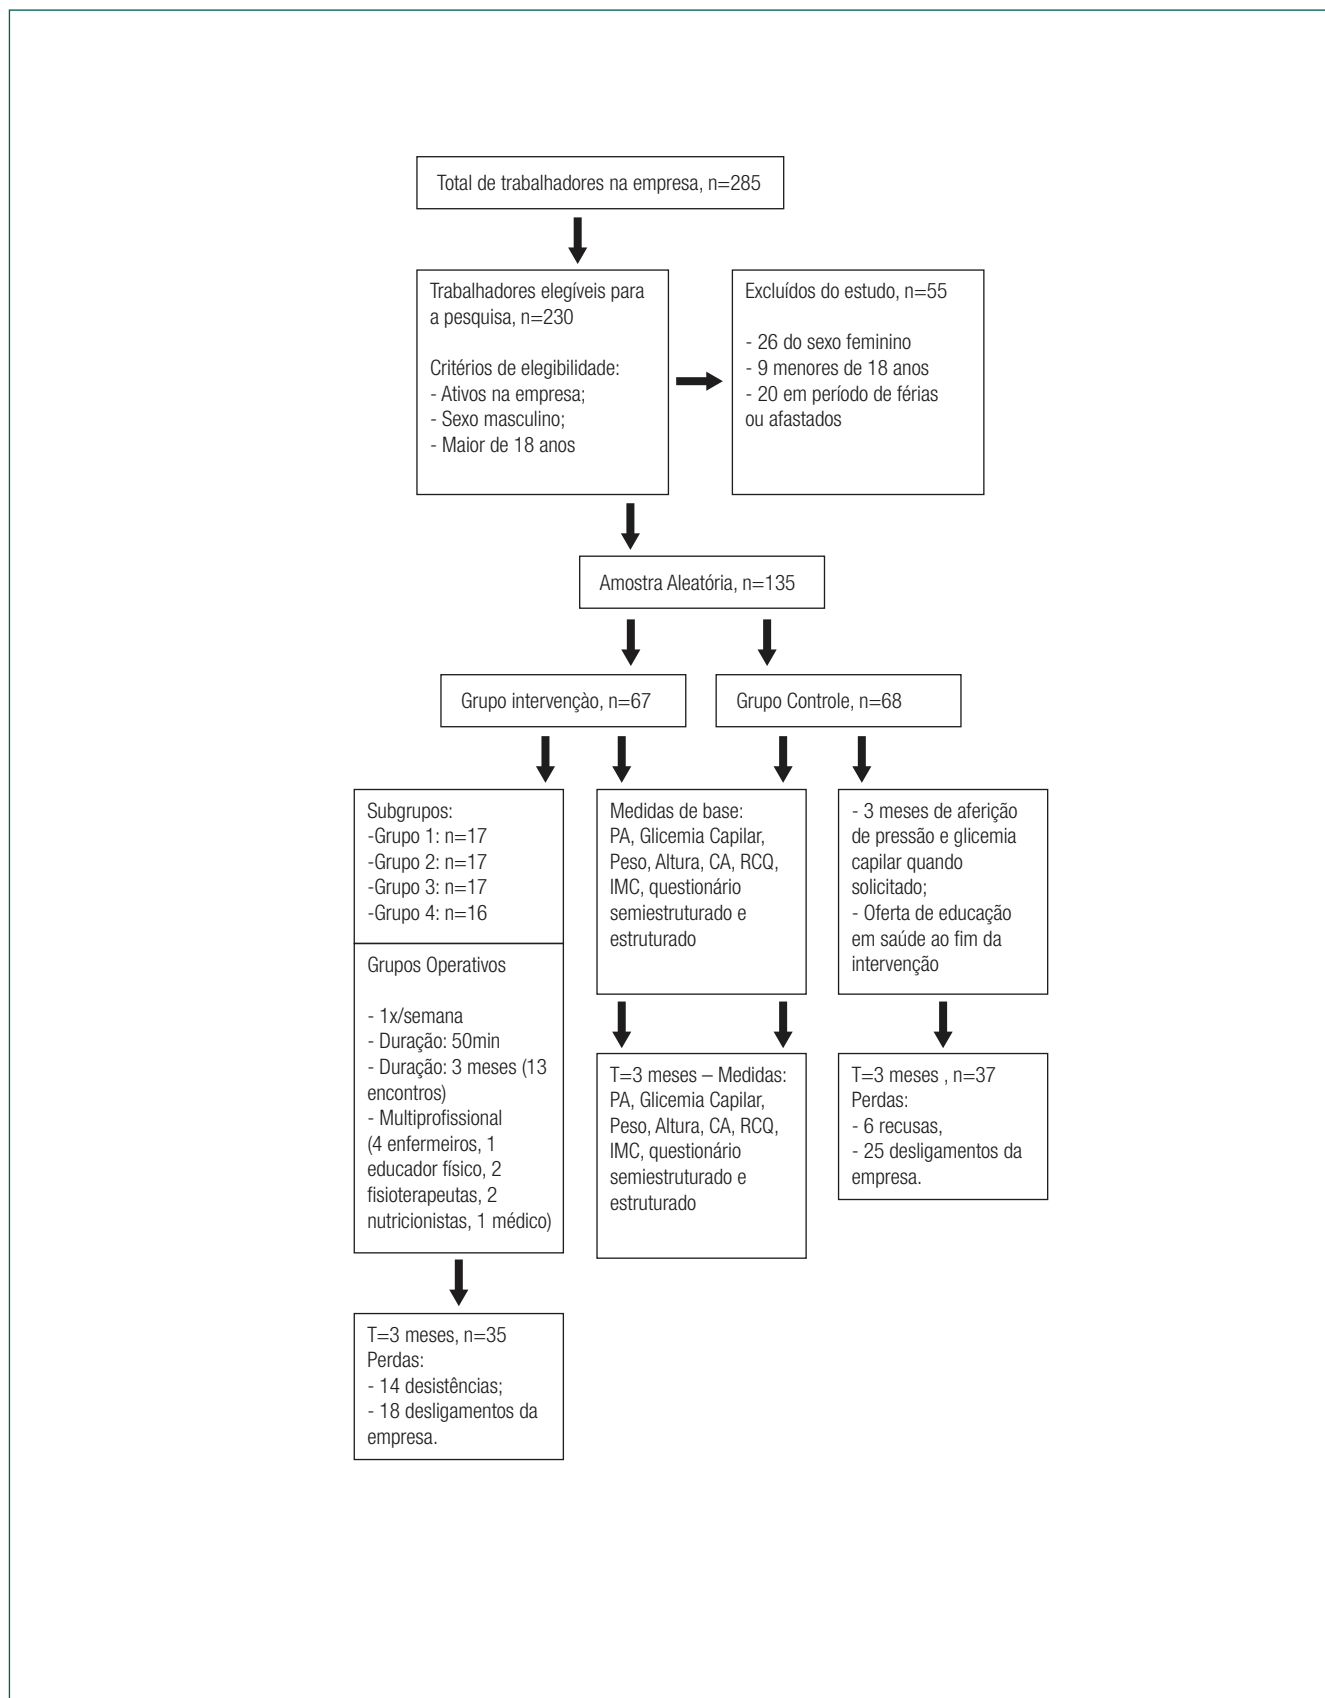 Total de trabalhadores na empresa, n=285
Trabalhadores elegíveis para
a pesquisa, n=230
Critérios de elegibilidade:
- Ativos na empresa;
- Sexo masculino;
- Maior de 18 anos
Excluídos do estudo, n=55
- 26 do sexo feminino
- 9 menores de 18 anos
- 20 em período de férias
ou afastados
Amostra Aleatória, n=135
Grupo intervençào, n=67
Grupo Controle, n=68
Subgrupos:
-Grupo 1: n=17
-Grupo 2: n=17
-Grupo 3: n=17
-Grupo 4: n=16
Grupos Operativos
- 1x/semana
- Duração: 50min
- Duração: 3 meses (13
encontros)
- Multiprofissional
(4 enfermeiros, 1
educador físico, 2
fisioterapeutas, 2
nutricionistas, 1 médico)
Medidas de base:
PA, Glicemia Capilar,
Peso, Altura, CA, RCQ,
IMC, questionário
semiestruturado e
estruturado
- 3 meses de aferição
de pressão e glicemia
capilar quando
solicitado;
- Oferta de educação
em saúde ao fim da
intervenção
T=3 meses – Medidas:
PA, Glicemia Capilar,
Peso, Altura, CA, RCQ,
IMC, questionário
semiestruturado e
estruturado
T=3 meses , n=37
Perdas:
- 6 recusas,
- 25 desligamentos da
empresa.
T=3 meses, n=35
Perdas:
- 14 desistências;
- 18 desligamentos da
empresa.